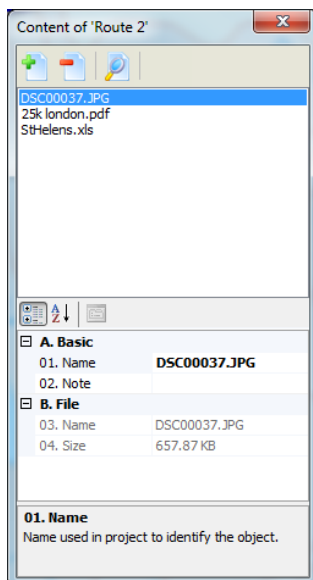 Content of 'Route 2'
DSC00037.JPG
25k london.pdf
StHelens.xls
A. Basic
01. Name DSC00037.JPG
02. Note
B. File
03. Name DSC00037.JPG
04. Size 657.87 KB
01. Name
Name used in project to identify the object.